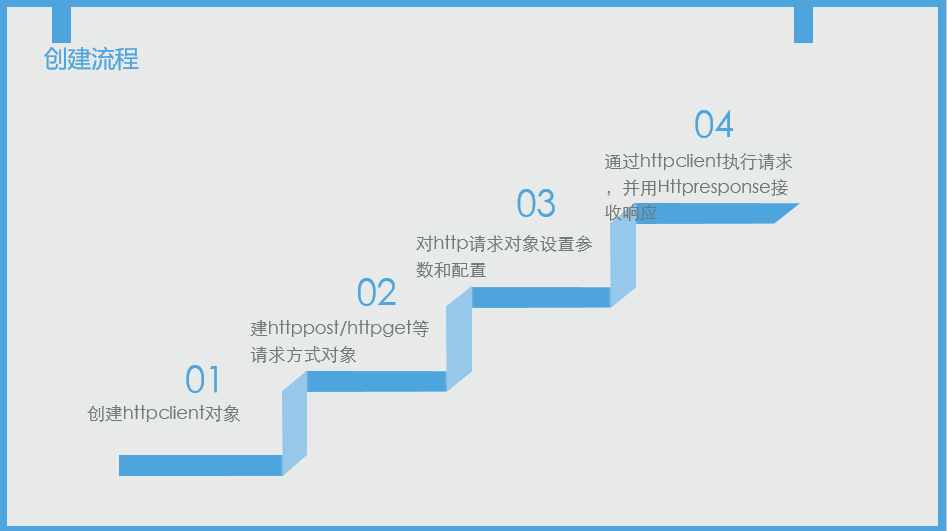 创建流程
01
创建httpclient对象
02
建httppost/httpget等
请求方式对象
03
对http请求对象设置参
数和配置
04
通过httpclient执行请求
，并用Httpresponse接
收响应